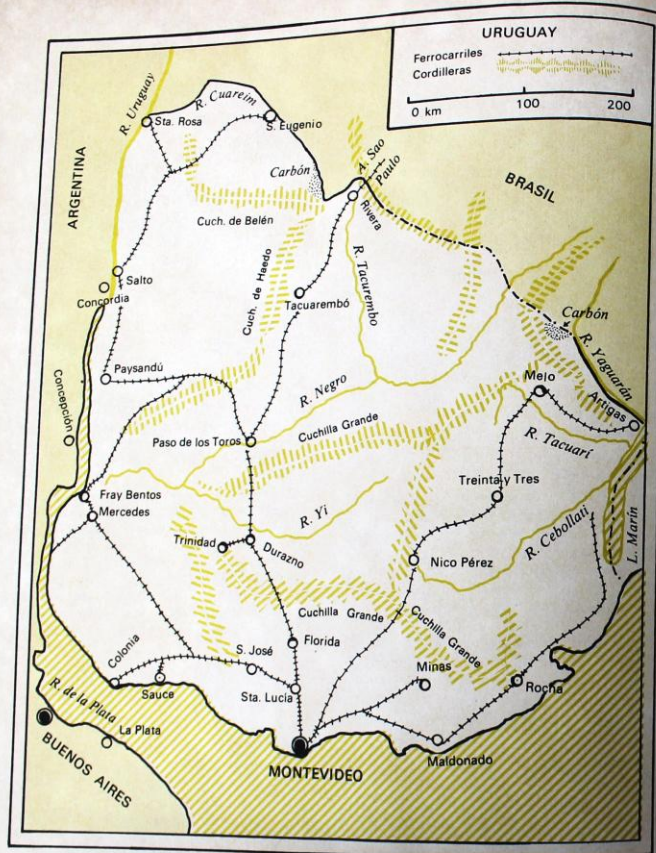 URUGUAY
Ferrocarriles
Cordilleras
0 km
100
200
R. Uruguay
R. Cuareim
Sta. Rosa
S. Eugenio
ARGENTINA
Carbón
A. Sao
Paulo
BRASIL
Rivera
Cuch. de Belén
R. Tacurembo
Salto
Concordia
Cuch. de Haedo
Tacuarembó
Carbón
R. Yaguarán
Paysandú
Concepción
Melo
R. Negro
Artigas
Cuchilla Grande
Paso de los Toros
R. Tacuarí
Treinta y Tres
Fray Bentos
Mercedes
R. Yi
R. Cebollati
L. Marín
Trinidad
Durazno
Nico Pérez
Cuchilla Grande
Cuchilla Grande
Florida
Colonia
S. José
Minas
Sauce
Sta. Lucía
Rocha
R. de la Plata
La Plata
BUENOS AIRES
MONTEVIDEO
Maldonado